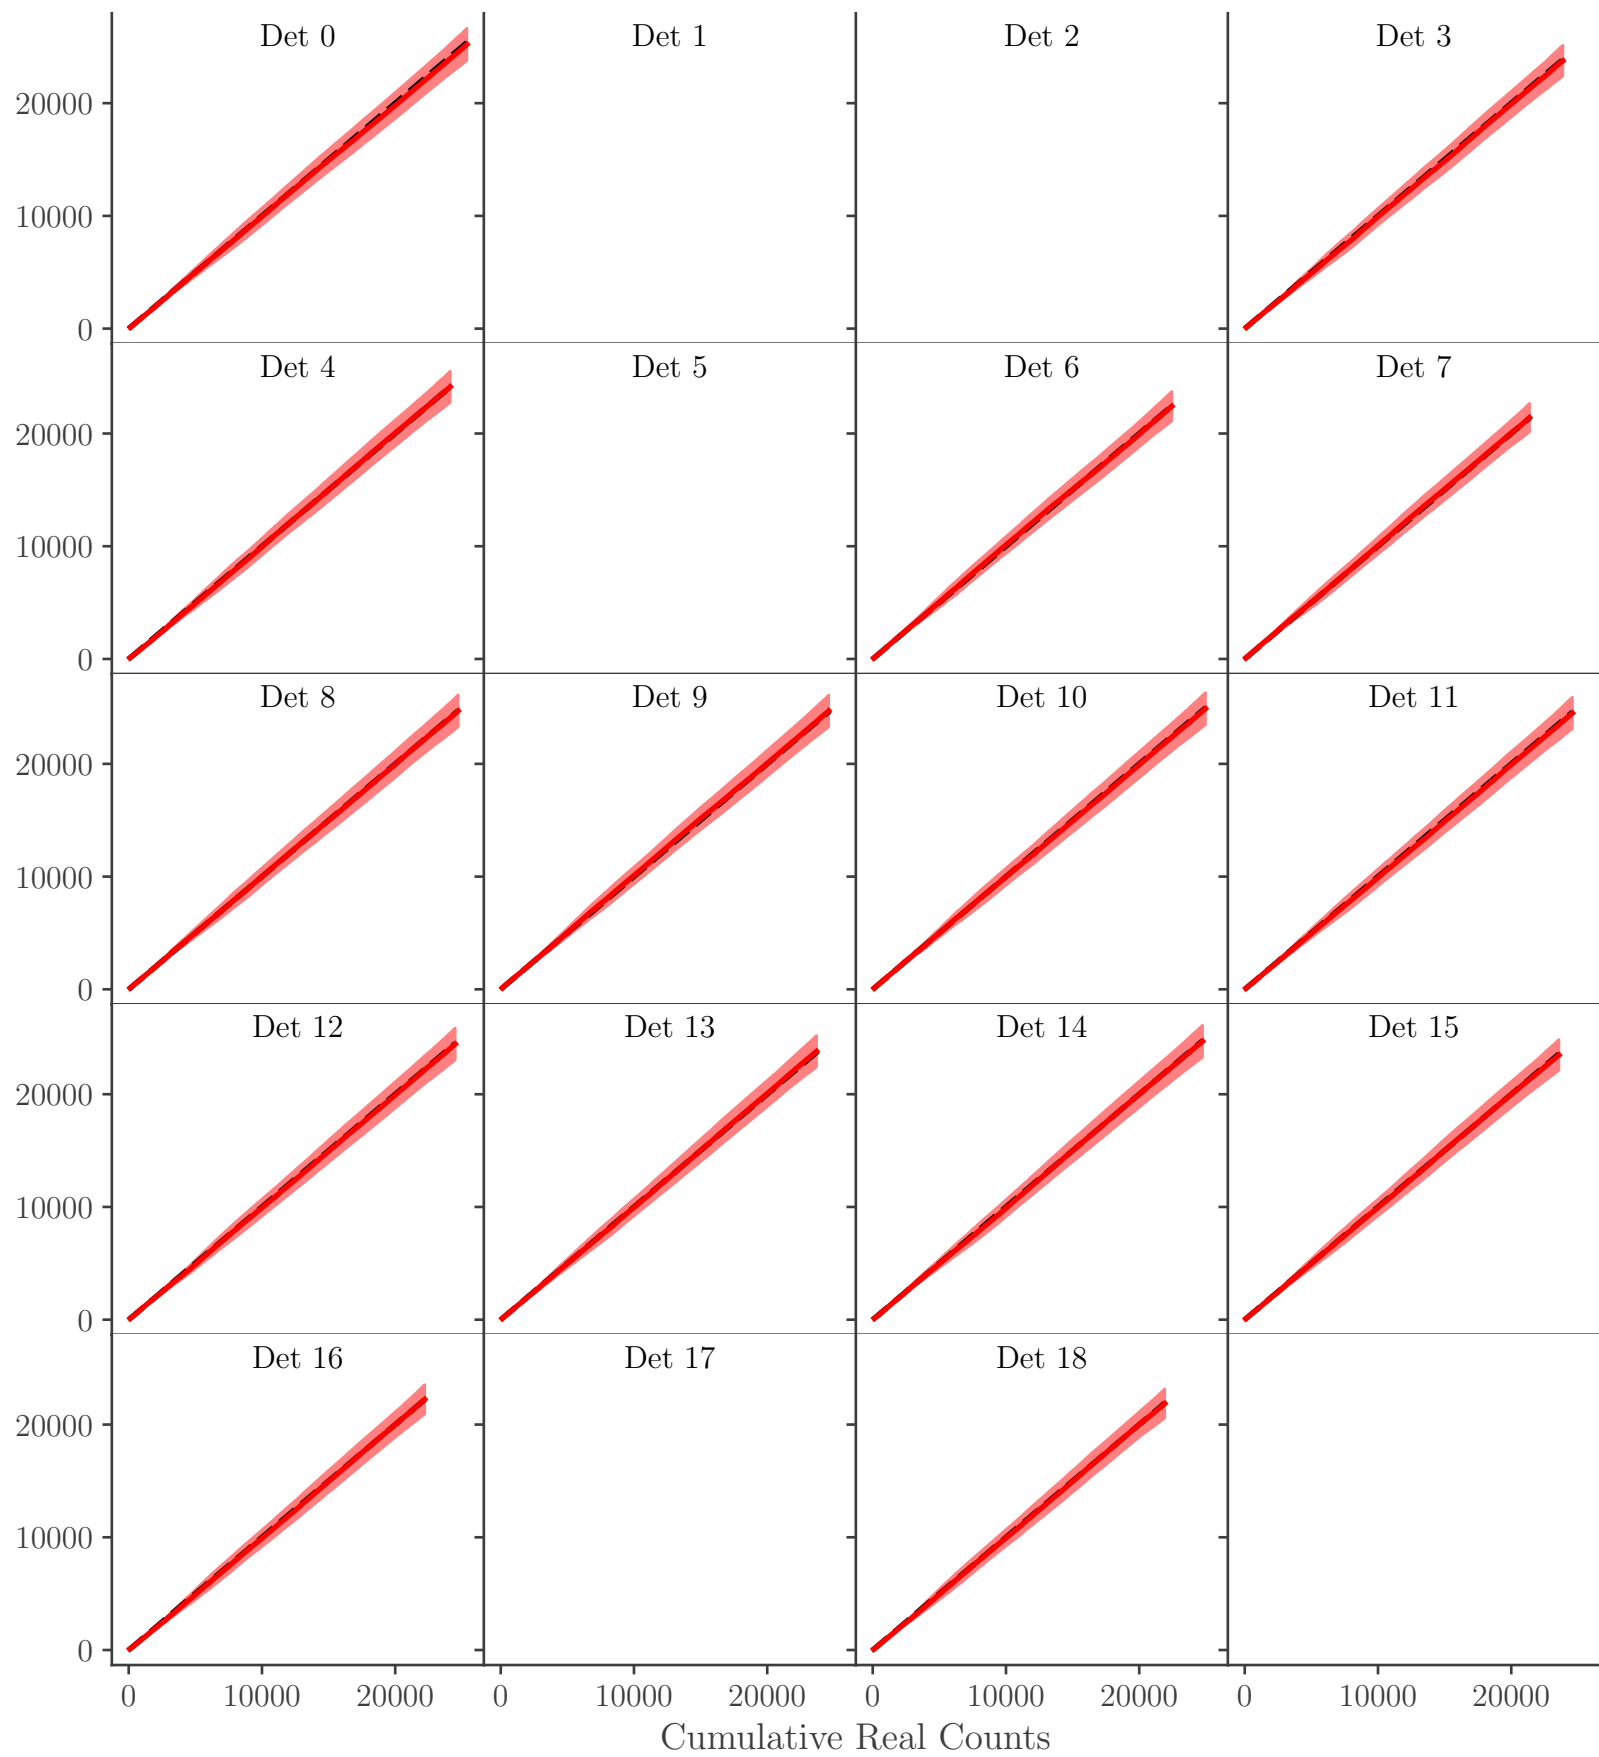 Det 0 Det 1 Det 2 Det 3
20000
10000
0
Det 4 Det 5 Det 6 Det 7
20000
10000
0
Det 8 Det 9 Det 10 Det 11
20000
10000
0
Det 12 Det 13 Det 14 Det 15
20000
10000
0
Det 16 Det 17 Det 18
20000
10000
0
0 10000 20000 0 10000 20000 0 10000 20000 0 10000 20000
Cumulative Real Counts